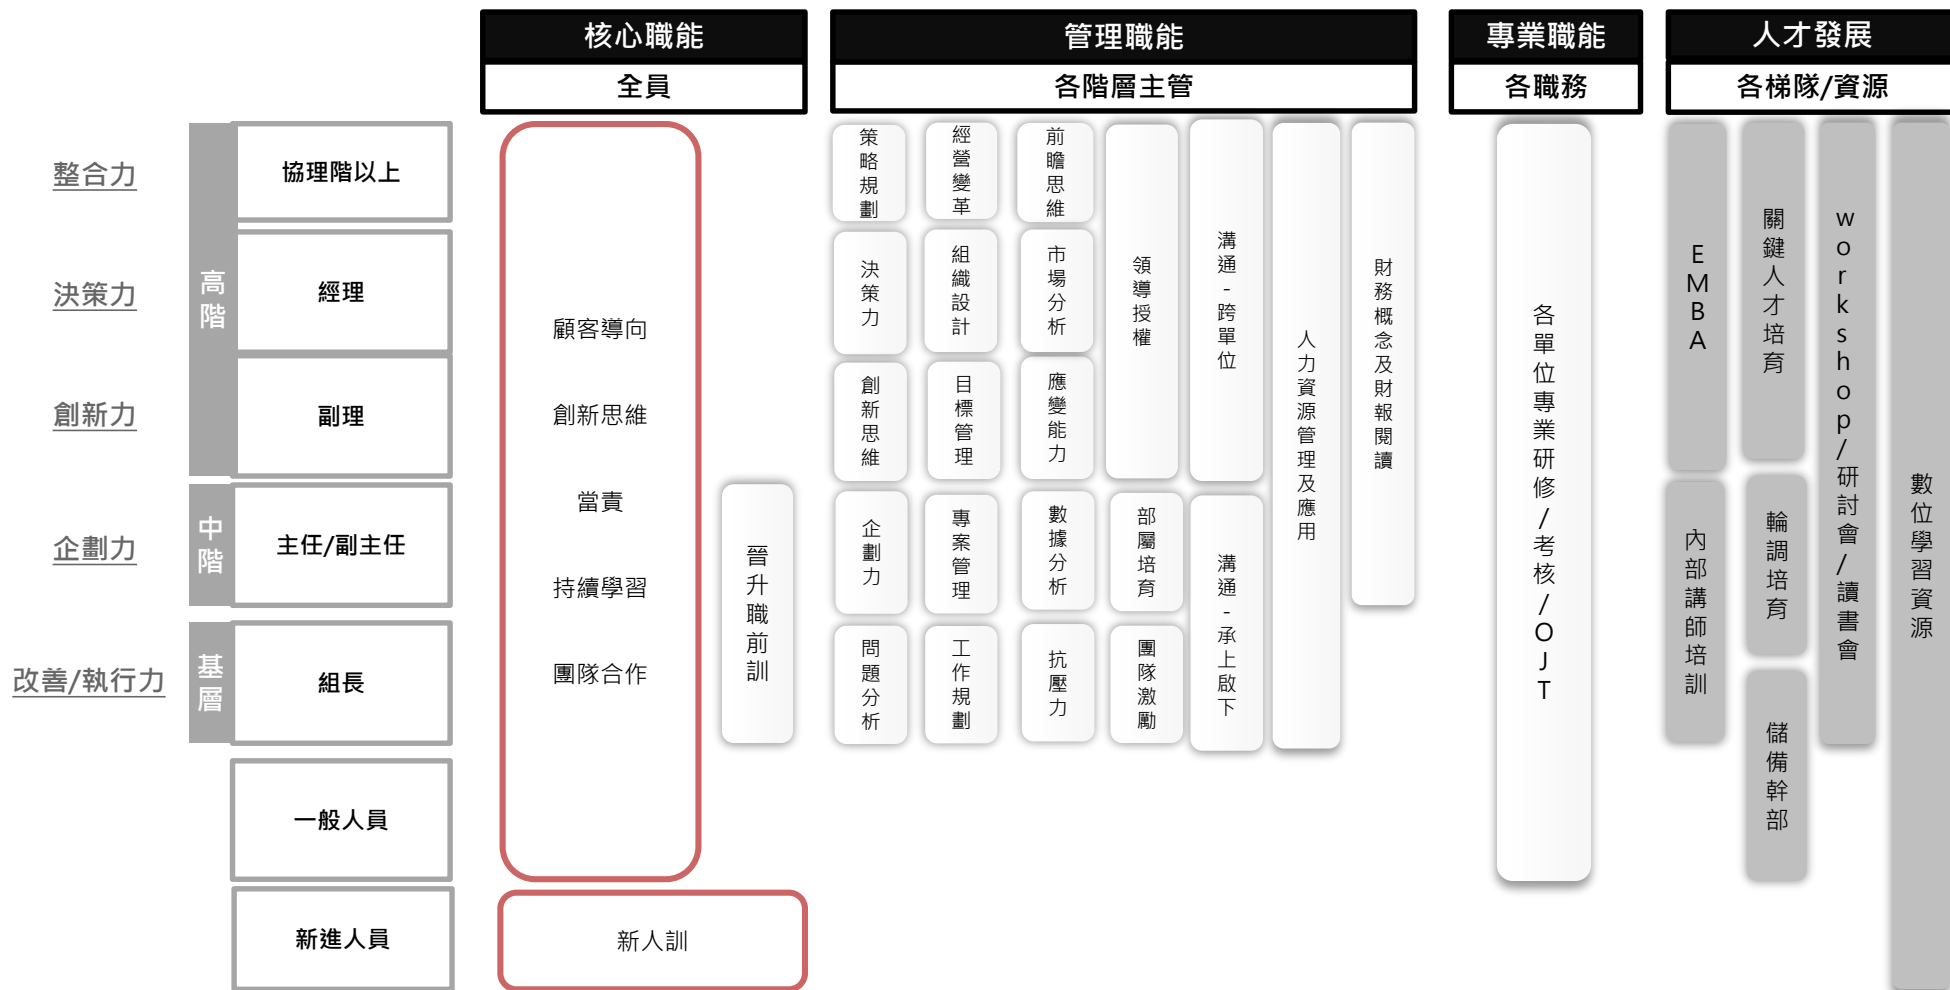 核心職能
管理職能
專業職能
人才發展
全員
各階層主管
各職務
各梯隊/資源
整合力
決策力
創新力
企劃力
改善/執行力
高階
中階
基層
協理階以上
經理
副理
主任/副主任
組長
一般人員
新進人員
顧客導向
創新思維
當責
持續學習
團隊合作
晉升職前訓
新人訓
策略規劃
經營變革
前瞻思維
決策力
組織設計
市場分析
創新思維
目標管理
應變能力
企劃力
專案管理
數據分析
部屬培育
問題分析
工作規劃
抗壓力
團隊激勵
領導授權
溝通-跨單位
溝通-承上啟下
人力資源管理及應用
財務概念及財報閱讀
各單位專業研修/考核/OJT
EMBA
內部講師培訓
關鍵人才培育
輪調培育
儲備幹部
workshop/研討會/讀書會
數位學習資源